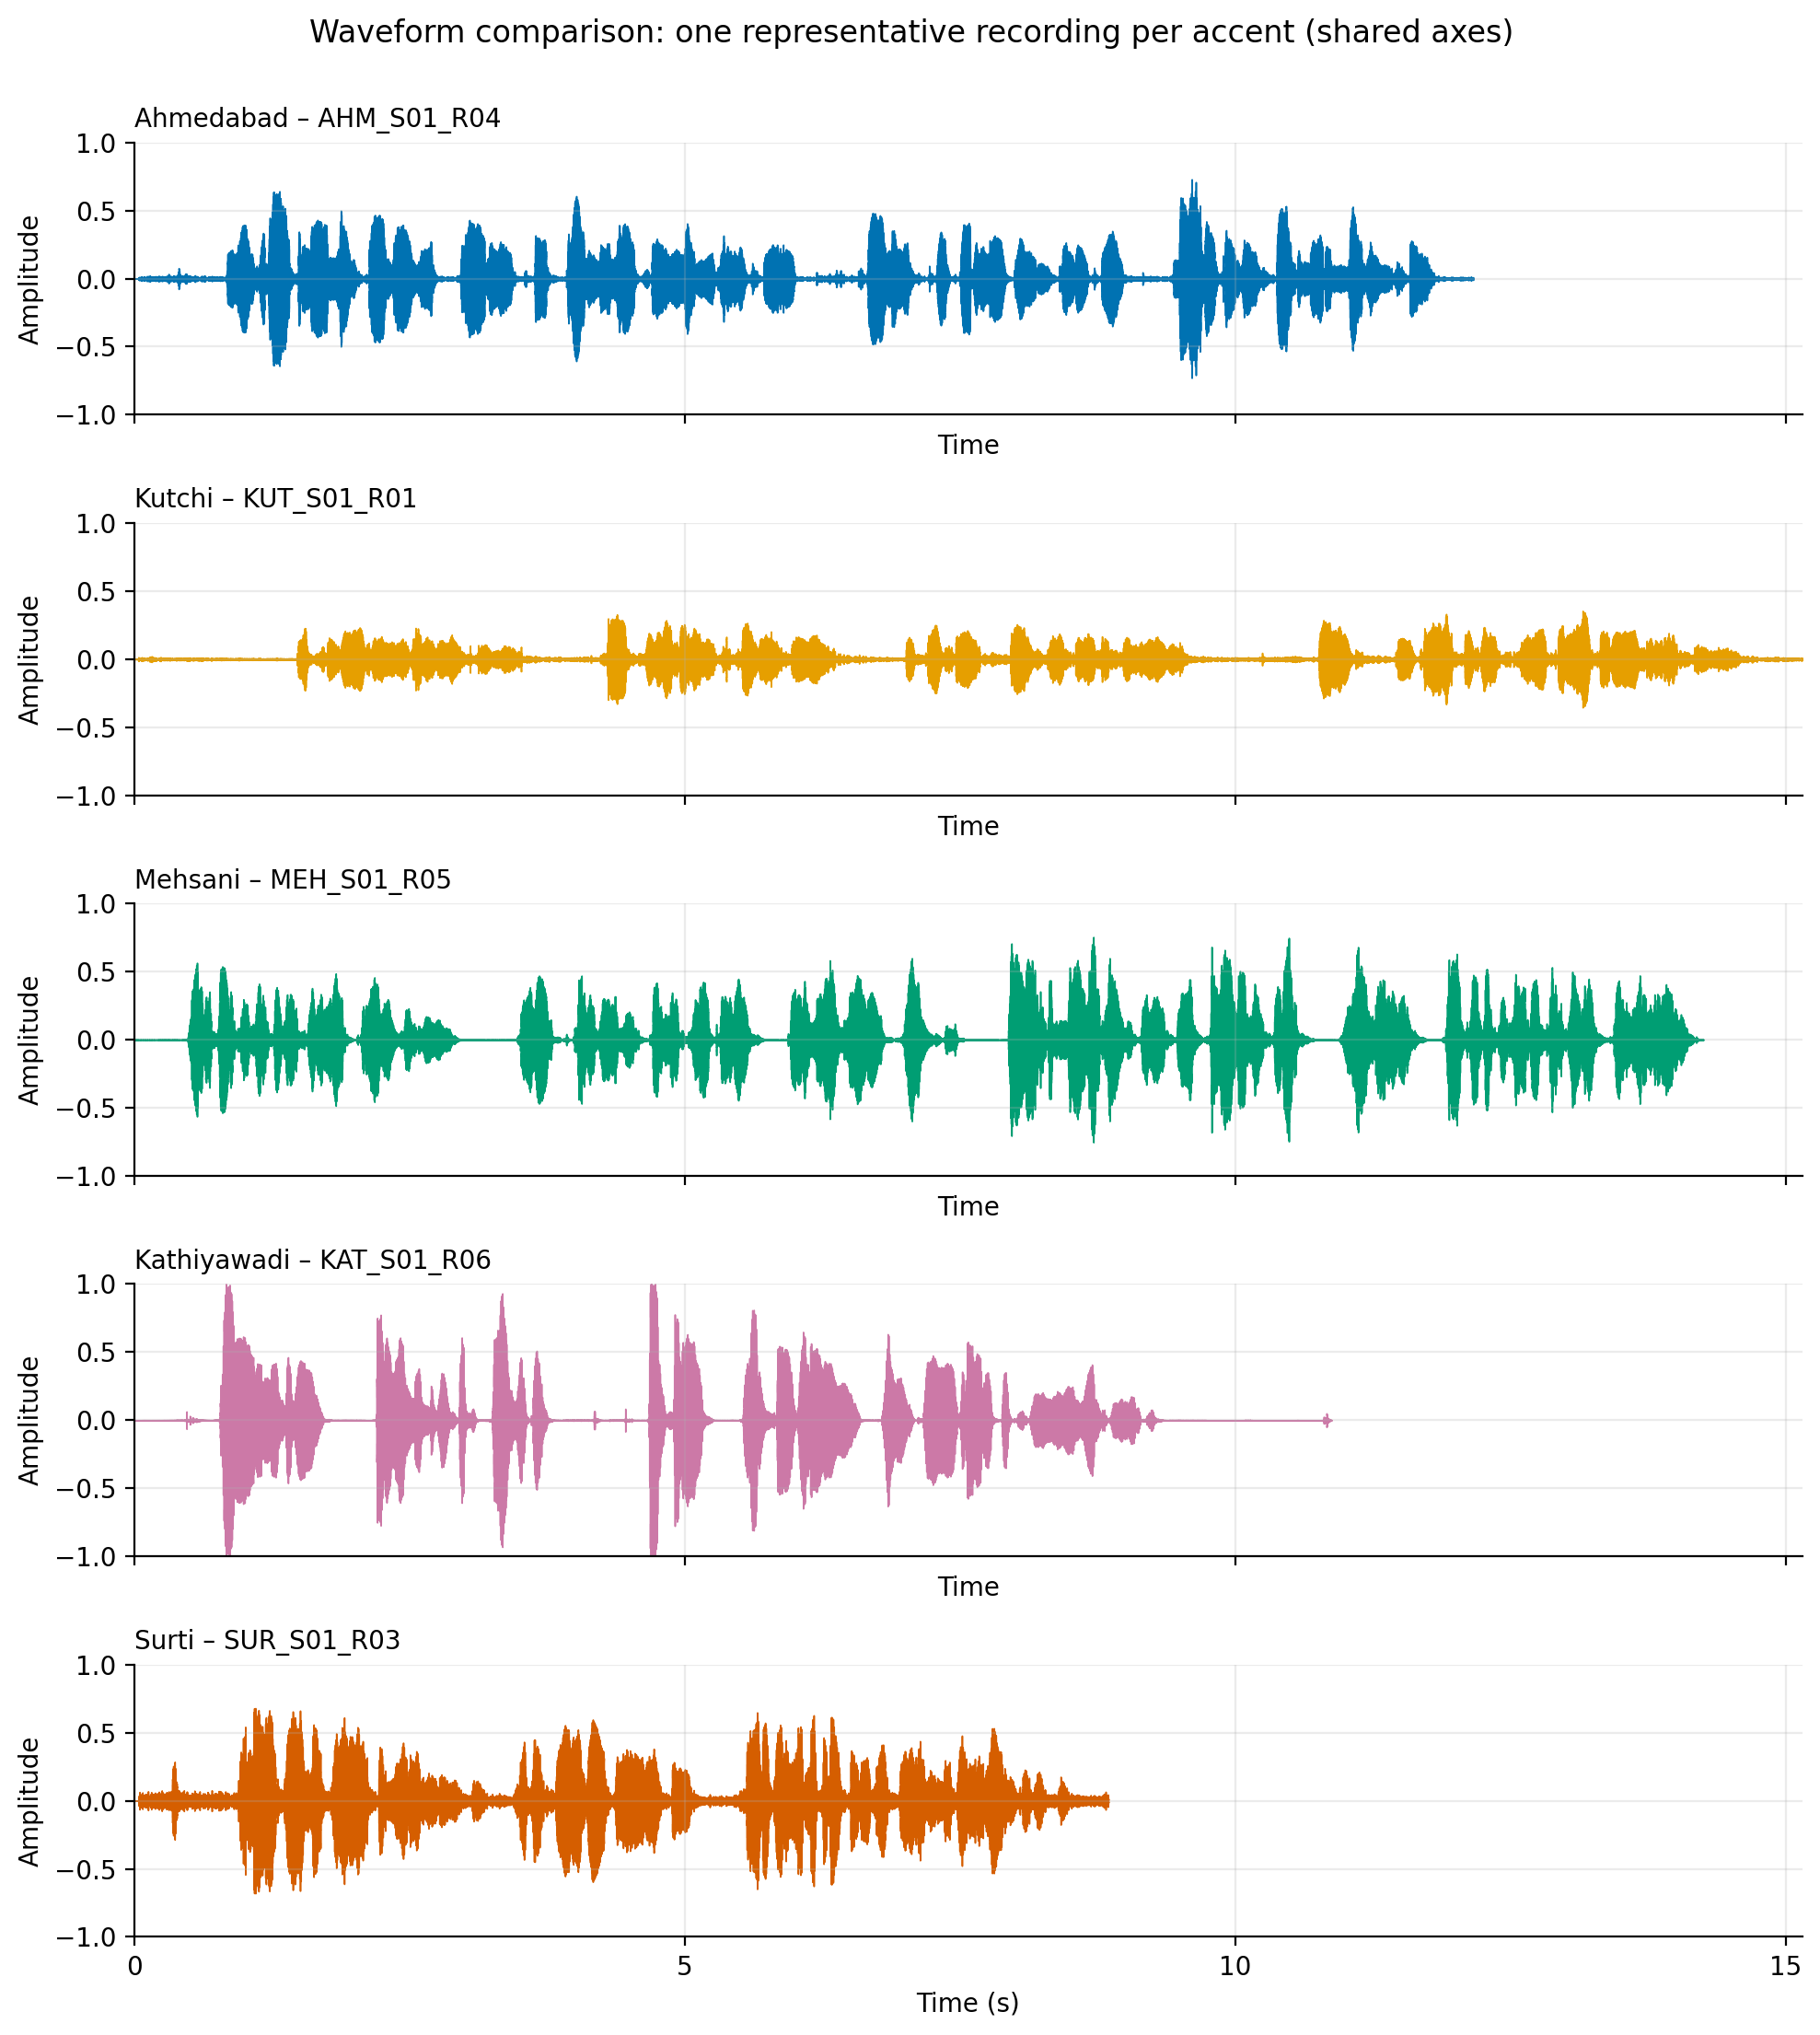 Waveform comparison: one representative recording per accent (shared axes)
Ahmedabad – AHM_S01_R04
1.0
0.5
0.0
−0.5
−1.0
Amplitude
Time
Kutchi – KUT_S01_R01
1.0
0.5
0.0
−0.5
−1.0
Amplitude
Time
Mehsani – MEH_S01_R05
1.0
0.5
0.0
−0.5
−1.0
Amplitude
Time
Kathiyawadi – KAT_S01_R06
1.0
0.5
0.0
−0.5
−1.0
Amplitude
Time
Surti – SUR_S01_R03
1.0
0.5
0.0
−0.5
−1.0
Amplitude
0 5 10 15
Time (s)